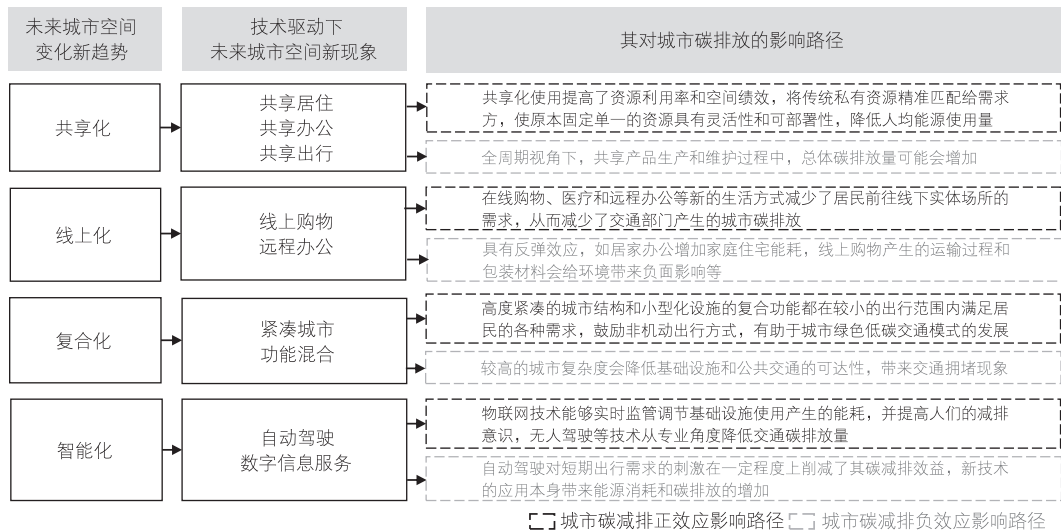 未来城市空间
变化新趋势
技术驱动下
未来城市空间新现象
其对城市碳排放的影响路径
共享化
共享居住
共享办公
共享出行
共享化使用提高了资源利用率和空间绩效，将传统私有资源精准匹配给需求
方，使原本固定单一的资源具有灵活性和可部署性，降低人均能源使用量
全周期视角下，共享产品生产和维护过程中，总体碳排放量可能会增加
线上化
线上购物
远程办公
在线购物、医疗和远程办公等新的生活方式减少了居民前往线下实体场所的
需求，从而减少了交通部门产生的城市碳排放
具有反弹效应，如居家办公增加家庭住宅能耗，线上购物产生的运输过程和
包装材料会给环境带来负面影响等
复合化
紧凑城市
功能混合
高度紧凑的城市结构和小型化设施的复合功能都在较小的出行范围内满足居
民的各种需求，鼓励非机动出行方式，有助于城市绿色低碳交通模式的发展
较高的城市复杂度会降低基础设施和公共交通的可达性，带来交通拥堵现象
智能化
自动驾驶
数字信息服务
物联网技术能够实时监管调节基础设施使用产生的能耗，并提高人们的减排
意识，无人驾驶等技术从专业角度降低交通碳排放量
自动驾驶对短期出行需求的刺激在一定程度上削减了其碳减排效益，新技术
的应用本身带来能源消耗和碳排放的增加
城市碳减排正效应影响路径 城市碳减排负效应影响路径